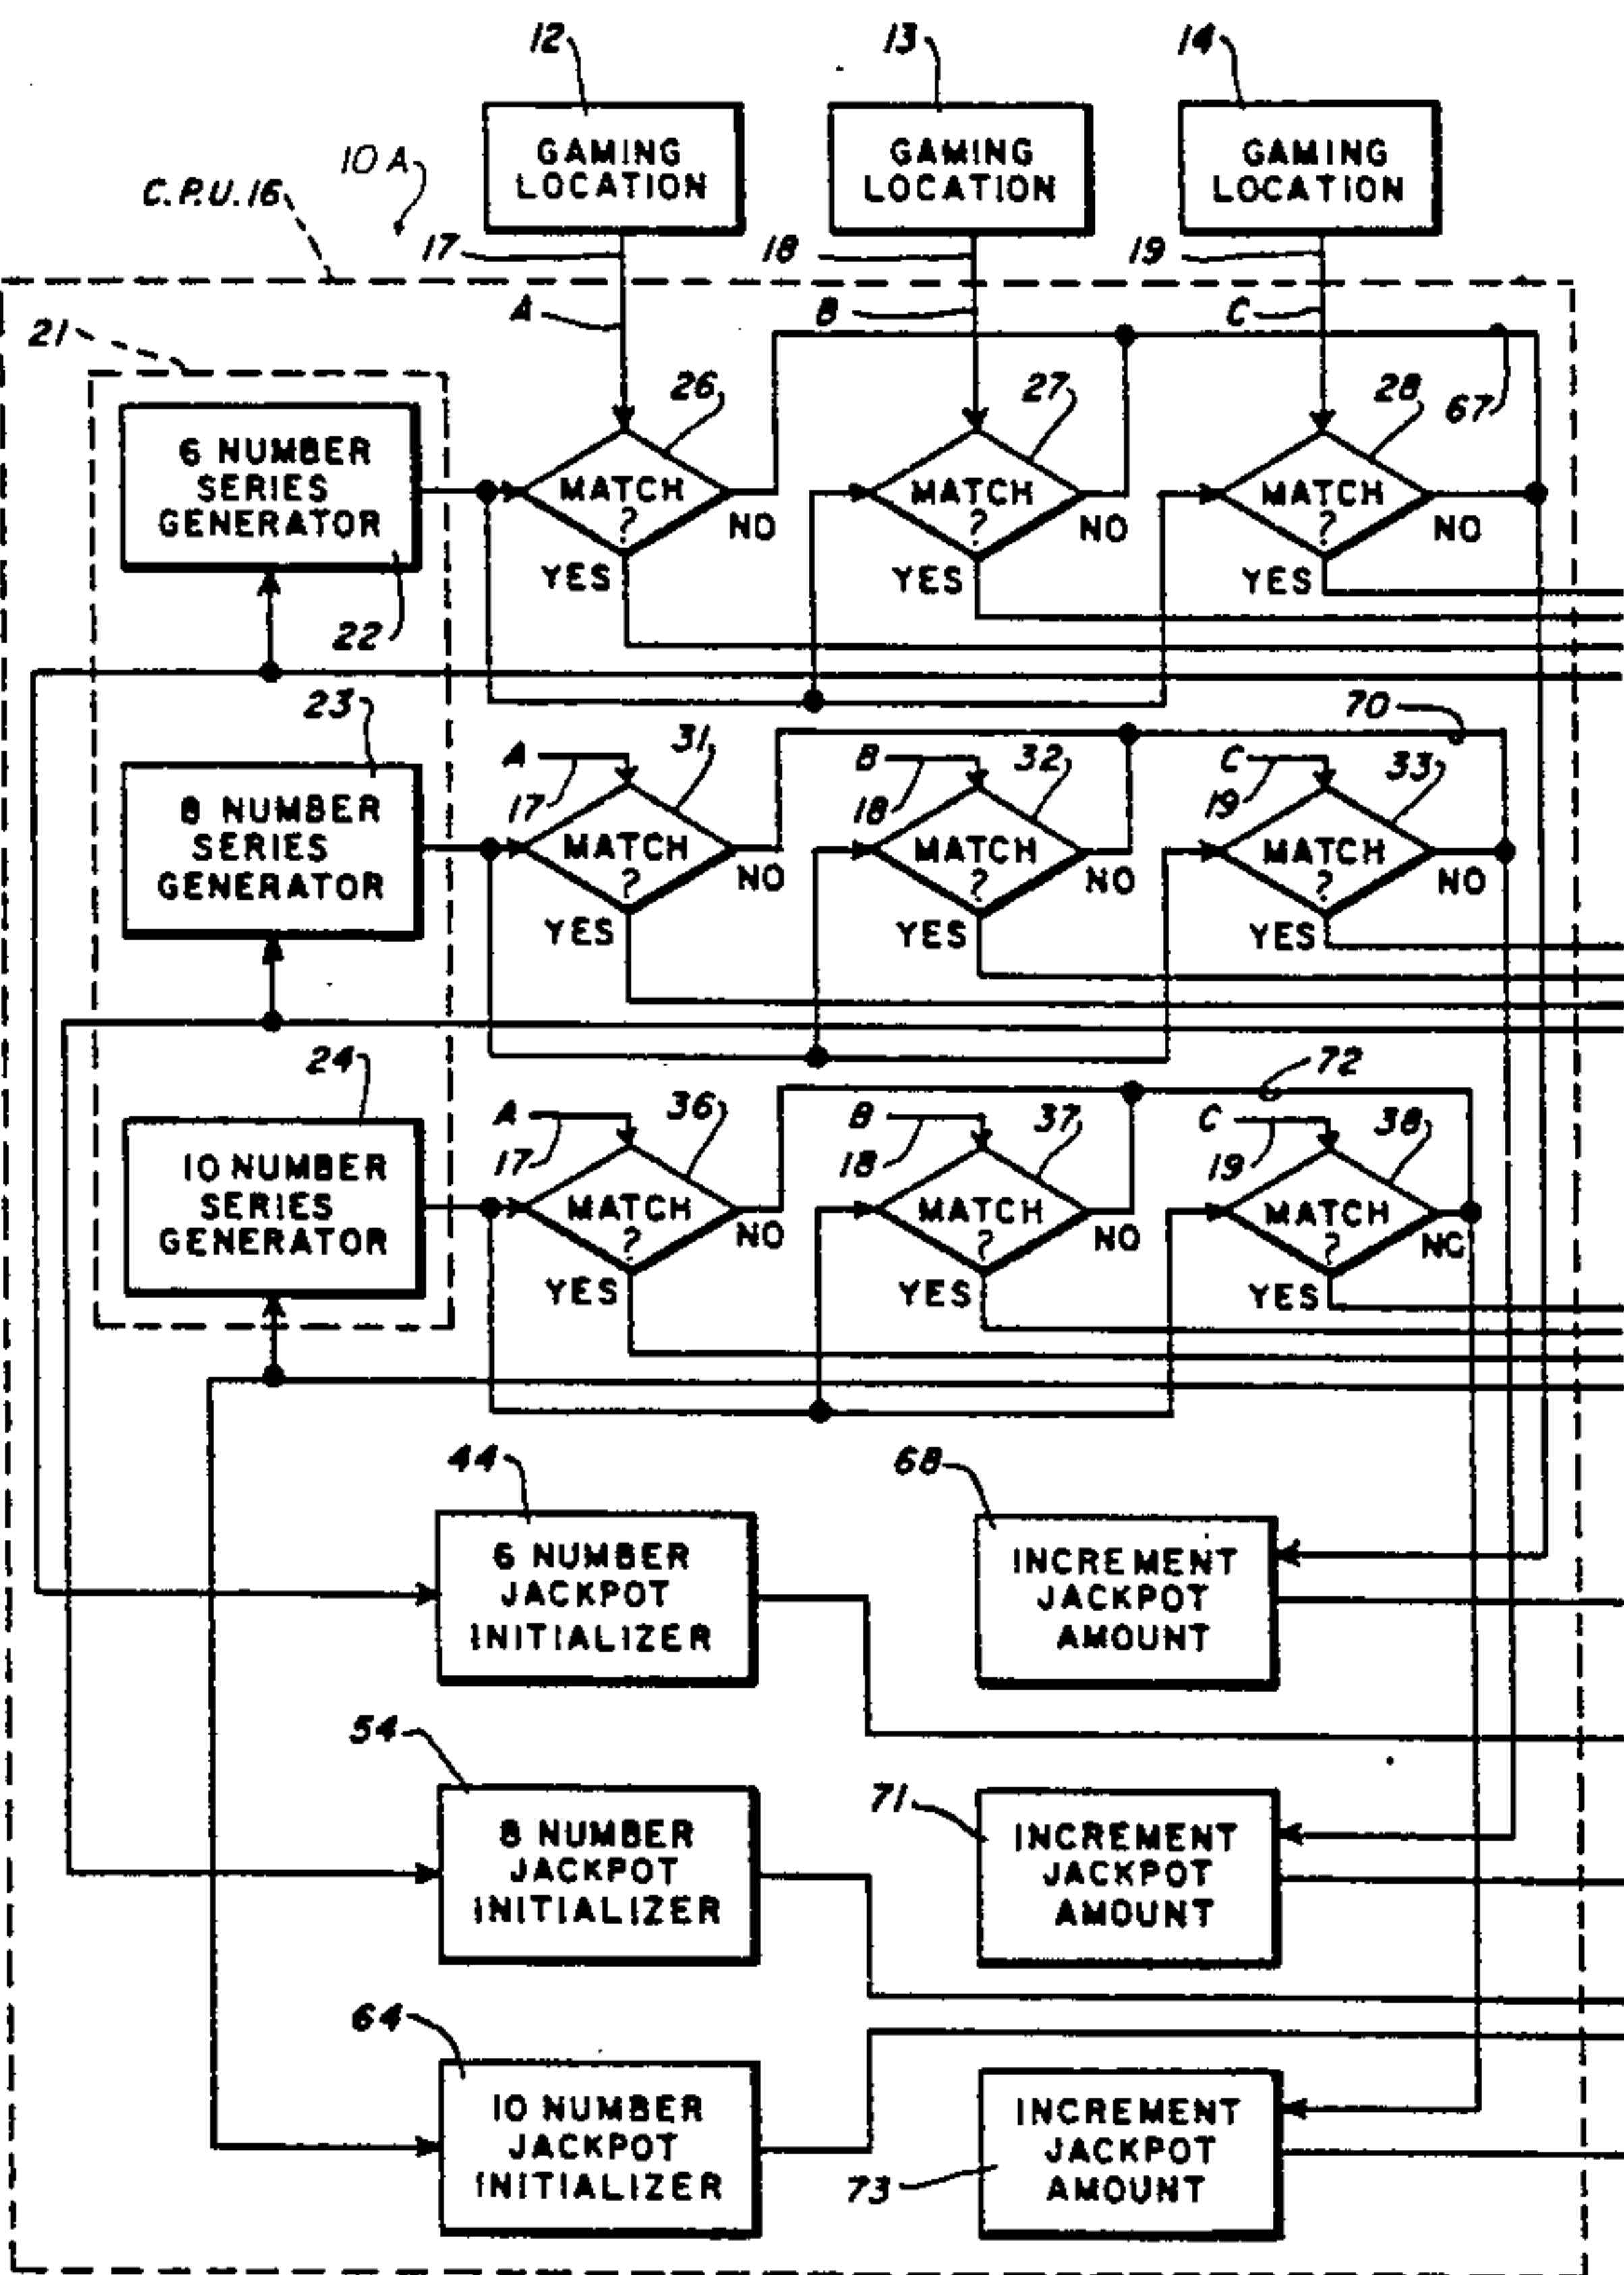 12 13 14
GAMING LOCATION
GAMING LOCATION
GAMING LOCATION
10 A
C.P.U. 16
17 18 19
A B C
21
6 NUMBER
SERIES
GENERATOR
22
26 27 28 67
MATCH ? NO YES
MATCH ? NO YES
MATCH ? NO YES
23
8 NUMBER
SERIES
GENERATOR
70
A 17 31
B 18 32
C 19 33
MATCH ? NO YES
MATCH ? NO YES
MATCH ? NO YES
24
10 NUMBER
SERIES
GENERATOR
72
A 17 36
B 18 37
C 19 38
MATCH ? NO YES
MATCH ? NO YES
MATCH ? NO YES
44
6 NUMBER
JACKPOT
INITIALIZER
68
INCREMENT
JACKPOT
AMOUNT
54
8 NUMBER
JACKPOT
INITIALIZER
71
INCREMENT
JACKPOT
AMOUNT
64
10 NUMBER
JACKPOT
INITIALIZER
73
INCREMENT
JACKPOT
AMOUNT